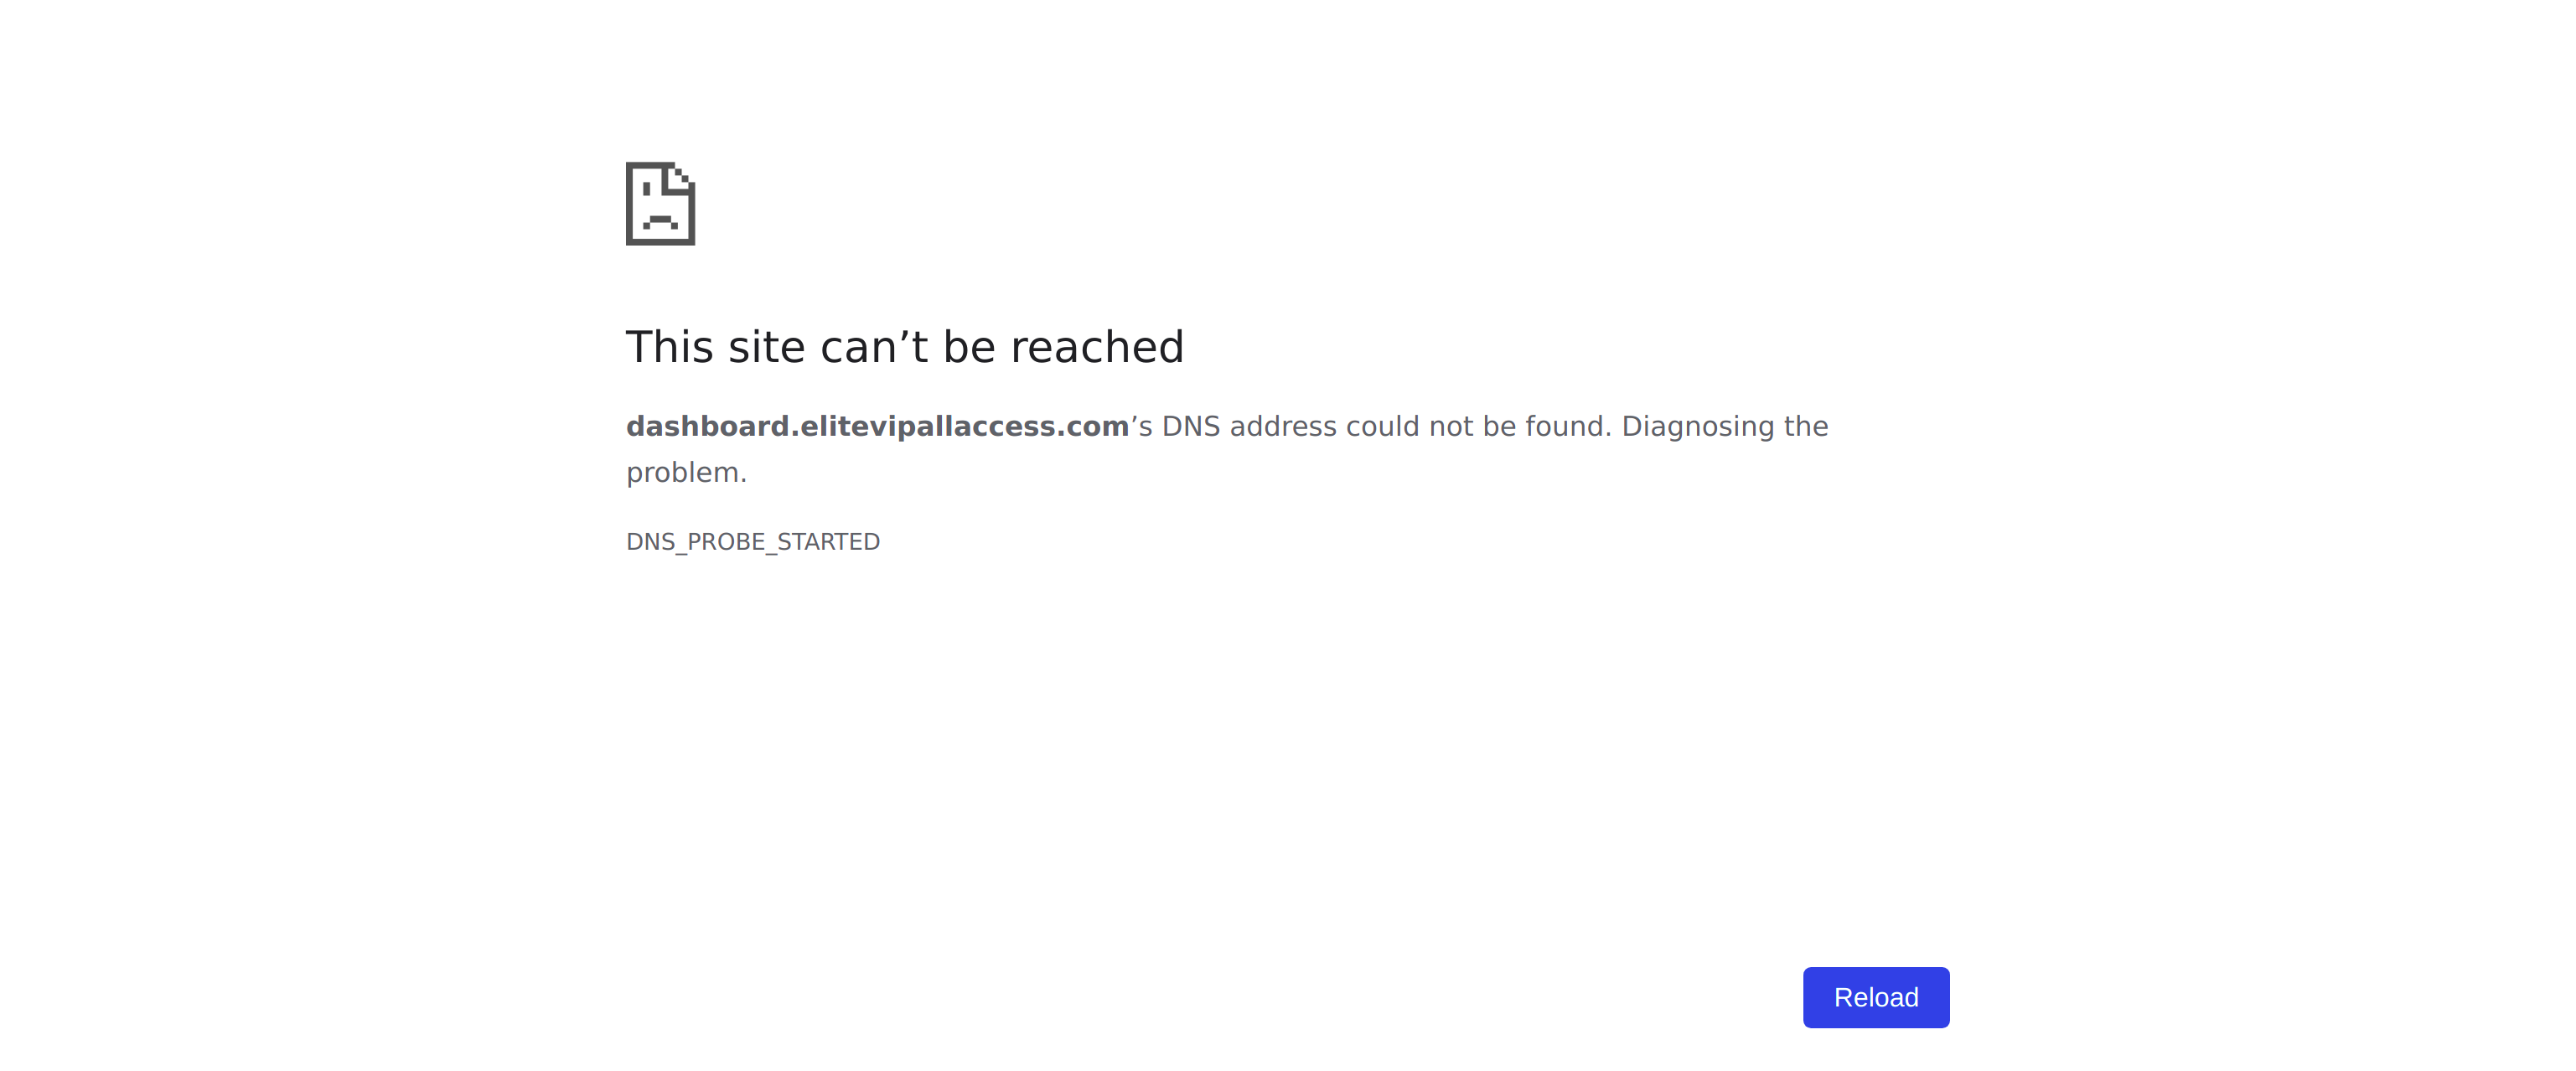 This site can’t be reached
dashboard.elitevipallaccess.com’s DNS address could not be found. Diagnosing the
problem.
DNS_PROBE_STARTED
Reload